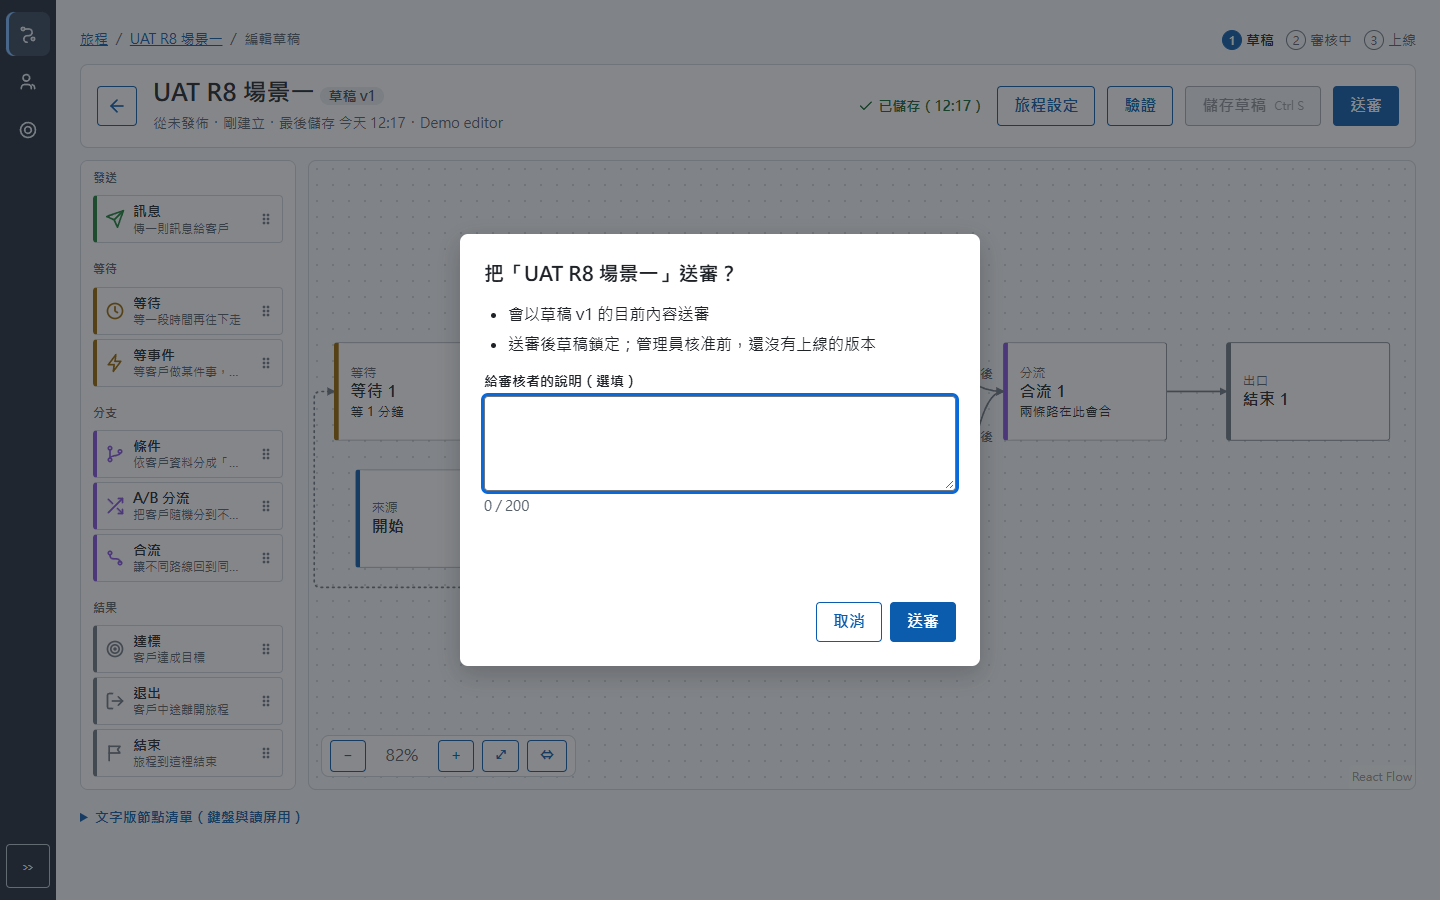 旅程 / UAT R8 場景一 / 編輯草稿
1 草稿 2 審核中 3 上線
UAT R8 場景一 草稿 v1
從未發佈 · 剛建立 · 最後儲存 今天 12:17 · Demo editor
已儲存（12:17）
旅程設定
驗證
儲存草稿 Ctrl S
送審
發送
訊息
傳一則訊息給客戶
等待
等待
等一段時間再往下走
等事件
等客戶做某件事，...
分支
條件
依客戶資料分成「...
A/B 分流
把客戶隨機分到不...
合流
讓不同路線回到同...
結果
達標
客戶達成目標
退出
客戶中途離開旅程
結束
旅程到這裡結束
等待
等待 1
等 1 分鐘
來源
開始
後
後
分流
合流 1
兩條路在此會合
出口
結束 1
把「UAT R8 場景一」送審？
• 會以草稿 v1 的目前內容送審
• 送審後草稿鎖定；管理員核准前，還沒有上線的版本
給審核者的說明（選填）
0 / 200
取消
送審
− 82% +
React Flow
文字版節點清單（鍵盤與讀屏用）
>>